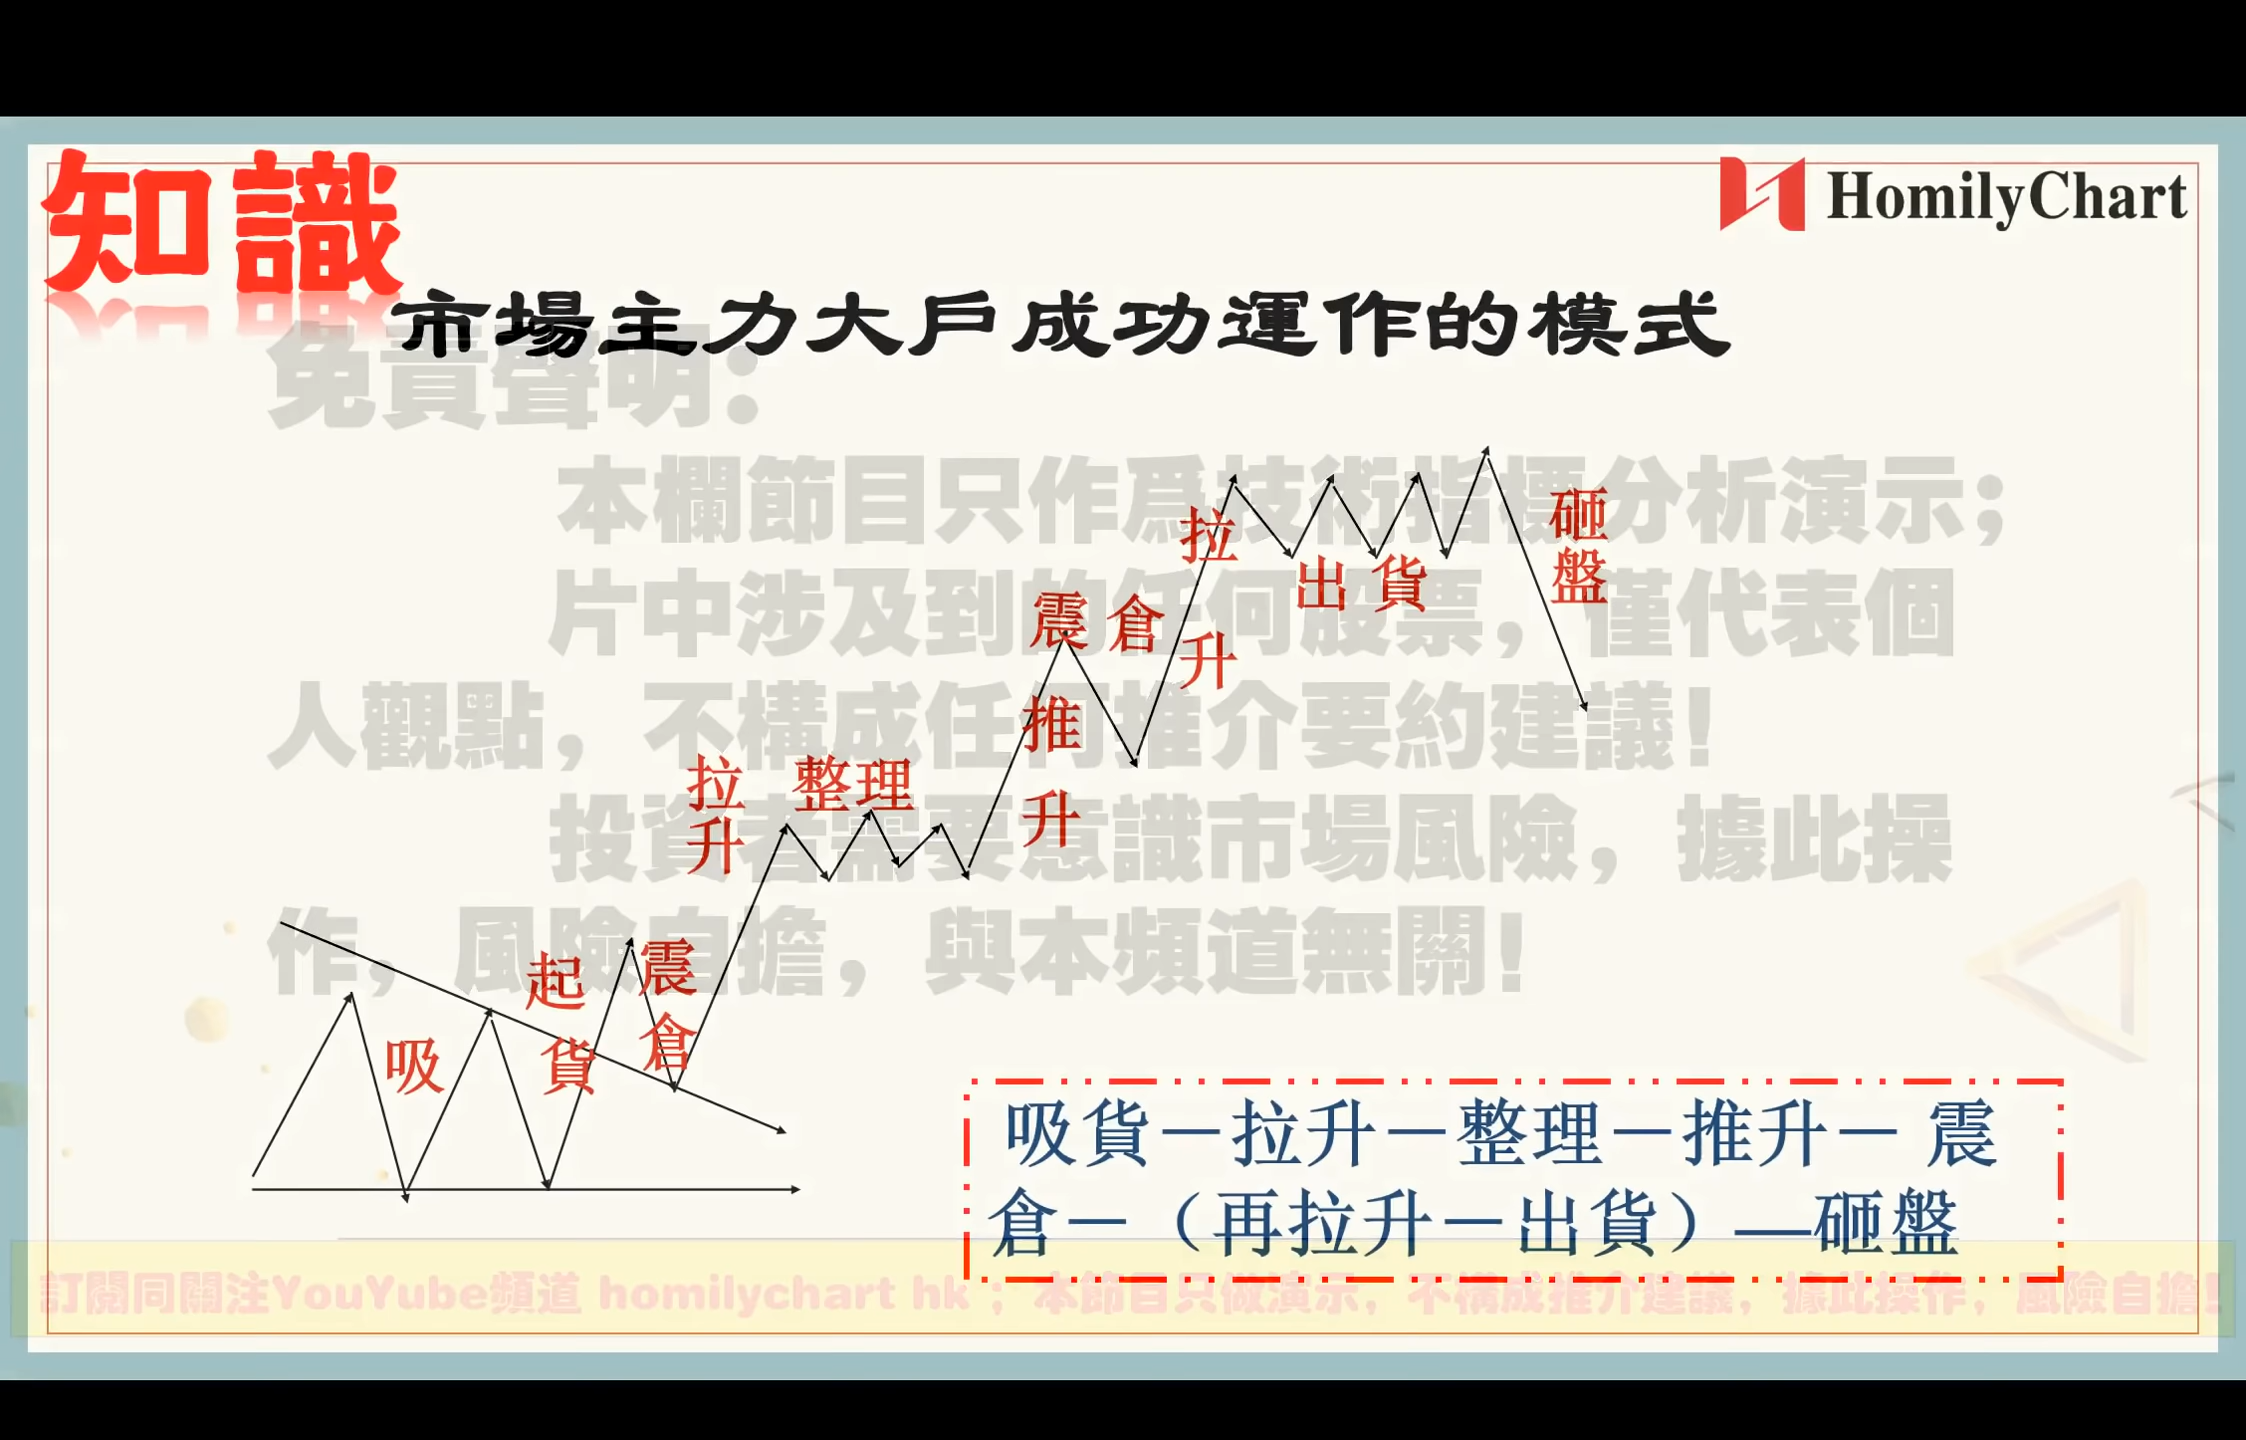 知識
HomilyChart
市場主力大戶成功運作的模式
免責聲明：
本欄節目只作爲技術指標分析演示；
片中涉及到的任何股票，僅代表個
人觀點，不構成任何推介要約建議！
投資者需要意識市場風險，據此操
作，風險自擔，與本頻道無關！
吸
起
貨
震
倉
拉
升
整理
推
升
震倉
拉
升
出貨
砸
盤
吸貨－拉升－整理－推升－ 震
倉－（再拉升－出貨）—砸盤
訂閱同關注YouYube頻道 homilychart hk ；本節目只做演示，不構成推介建議，據此操作，風險自擔！